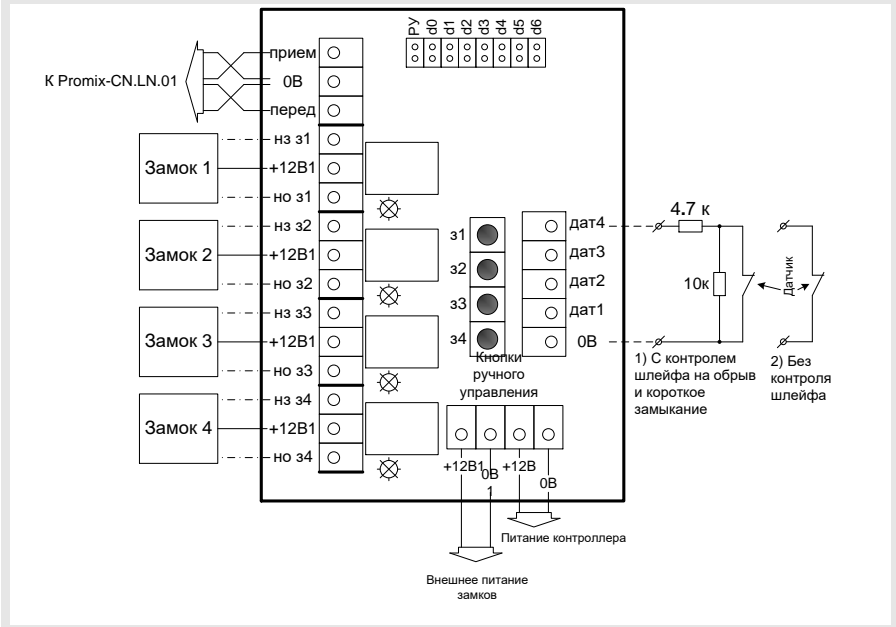 РУ
d0
d1
d2
d3
d4
d5
d6
К Promix-CN.LN.01
прием
0В
перед
Замок 1
нз з1
+12В1
но з1
Замок 2
нз з2
+12В1
но з2
Замок 3
нз з3
+12В1
но з3
Замок 4
нз з4
+12В1
но з4
з1
з2
з3
з4
Кнопки
ручного
управления
дат4
дат3
дат2
дат1
0В
4.7 к
10к
Датчик
1) С контролем
шлейфа на обрыв
и короткое
замыкание
2) Без
контроля
шлейфа
+12В1
0В
1
+12В
0В
Питание контроллера
Внешнее питание
замков